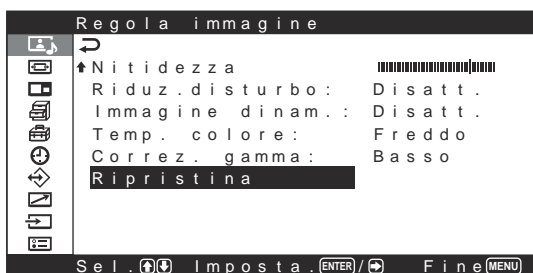 Regola immagine
Nitidezza
Riduz.disturbo: Disatt.
Immagine dinam.: Disatt.
Temp. colore: Freddo
Correz. gamma: Basso
Ripristina
Sel. Imposta. ENTER / Fine MENU